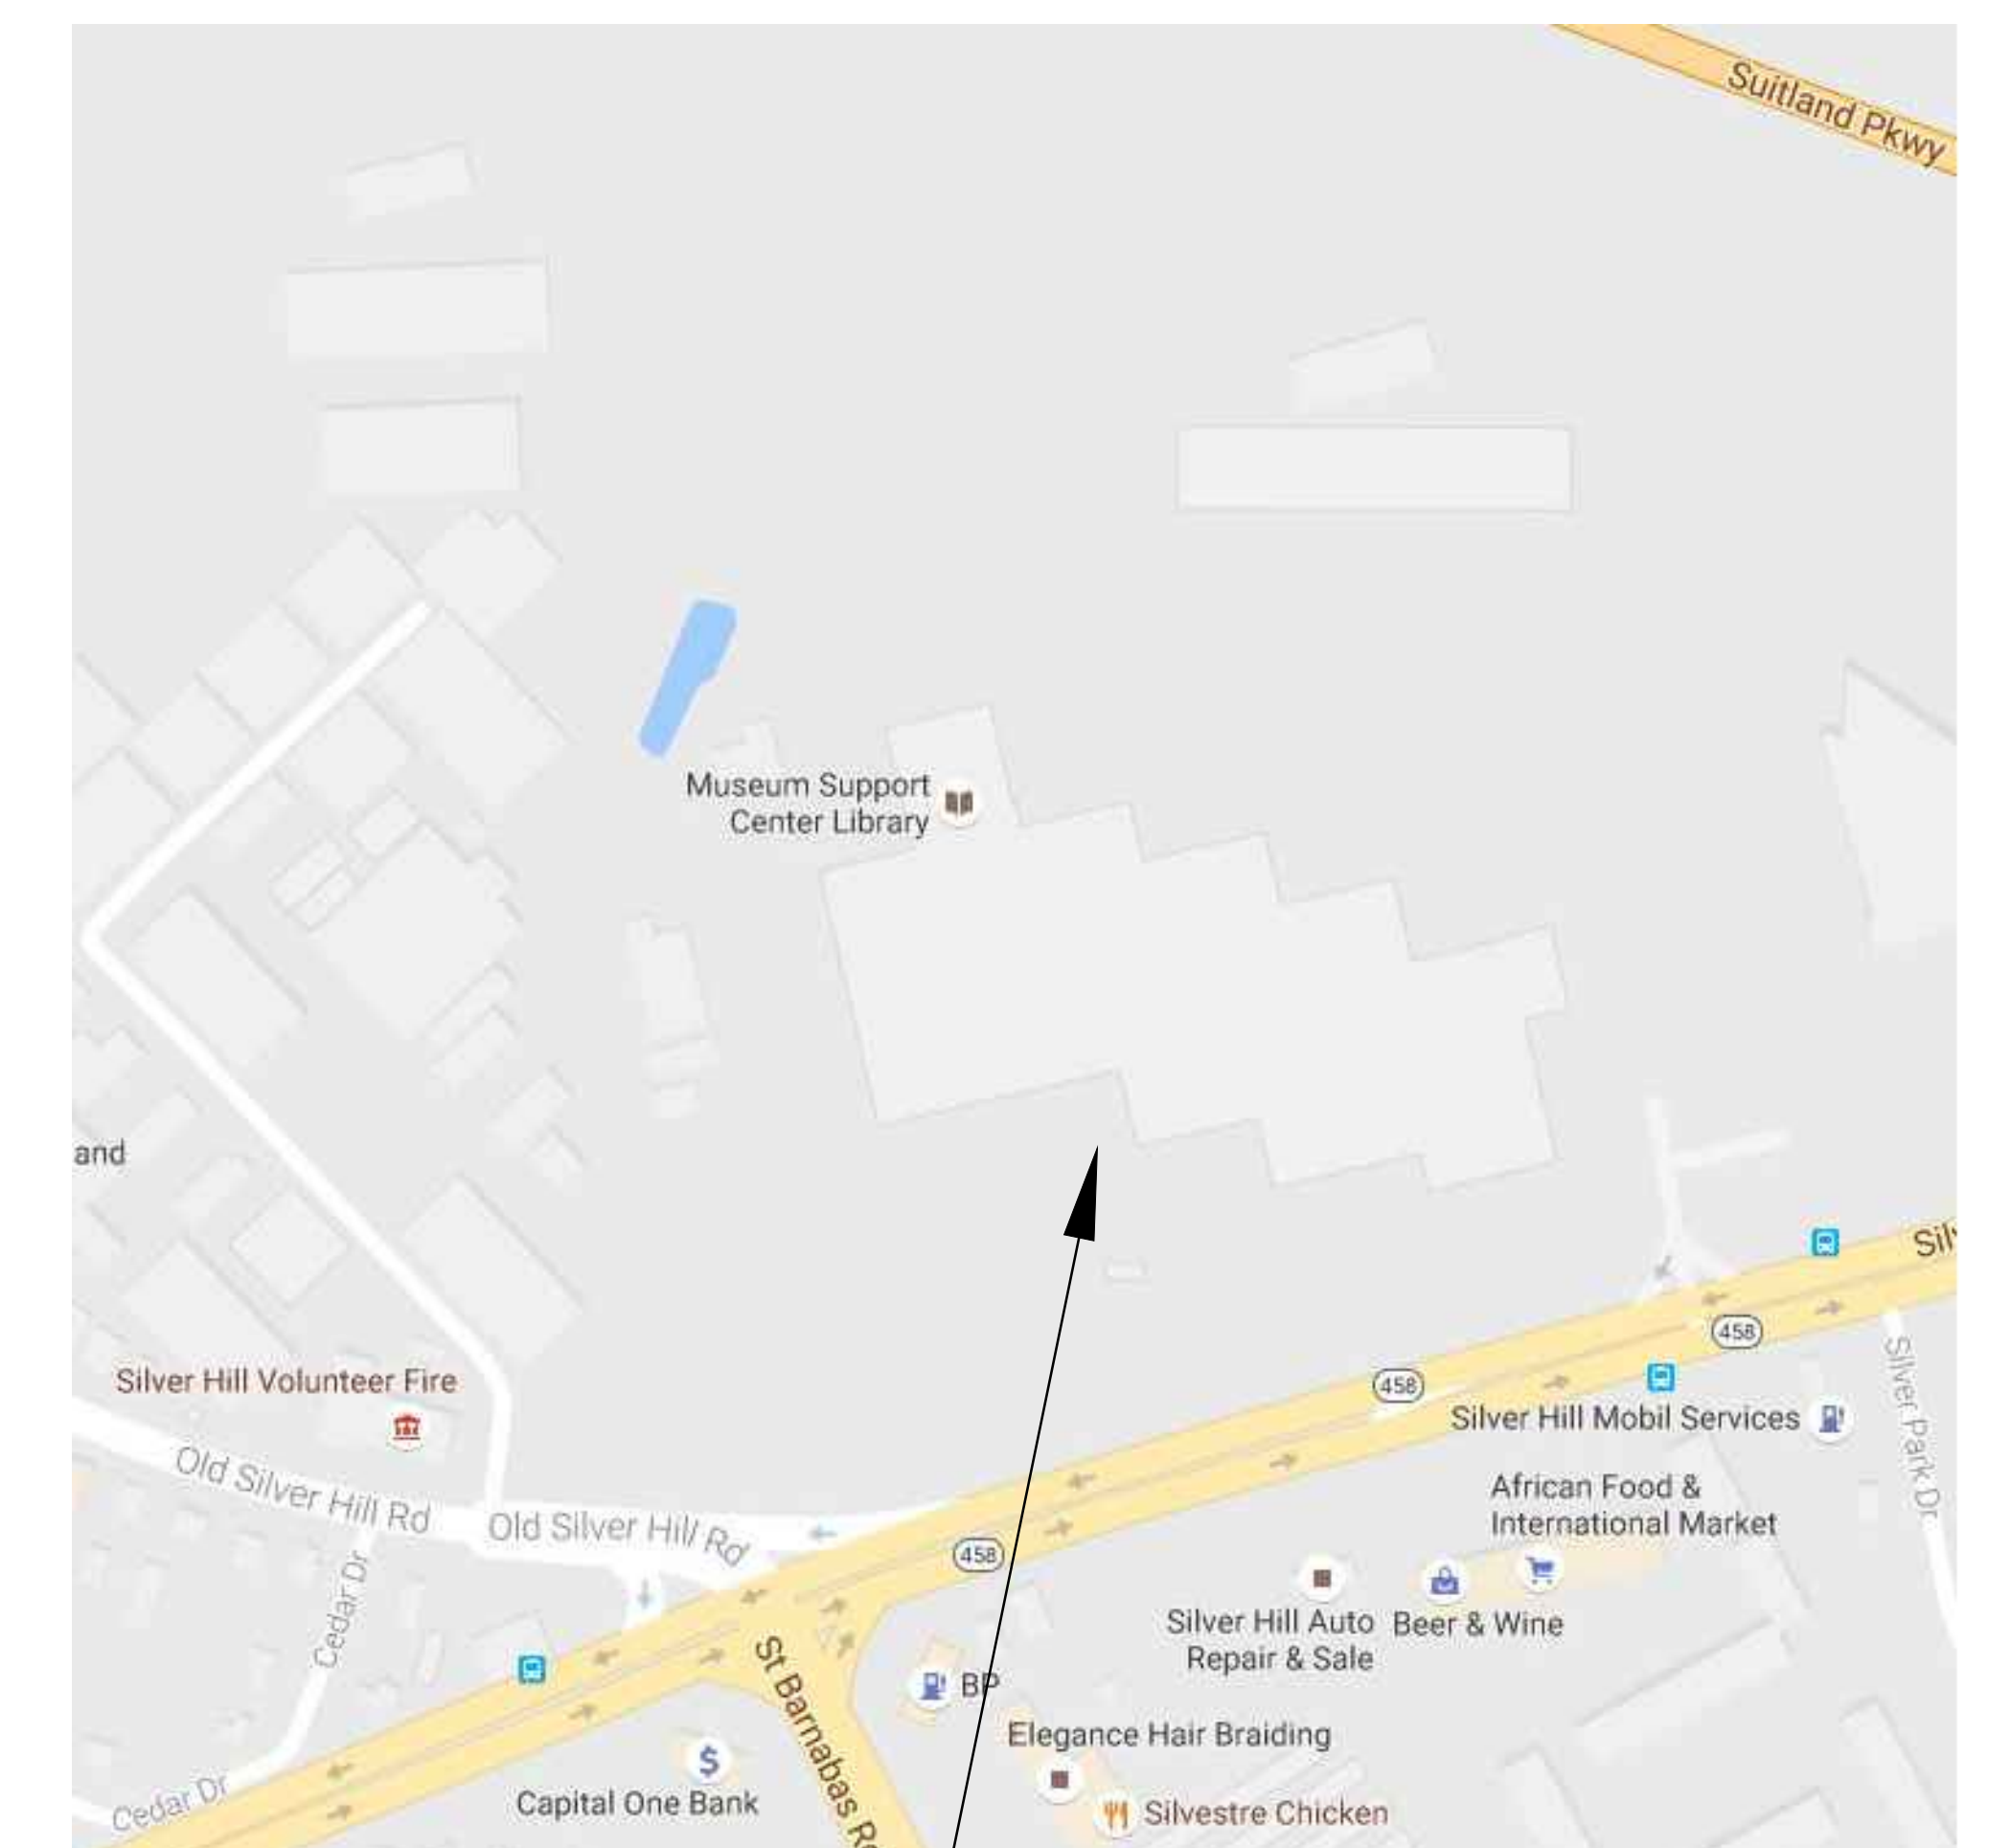 Suitland Pkwy
Museum Support
Center Library
and
Silver Hill Volunteer Fire
Old Silver Hill Rd
Old Silver Hill Rd
Cedar Dr
Cedar Dr
St Barnabas
Capital One Bank
BP
458
458
458
Silver Hill Mobil Services
Silver Park Dr
African Food &
International Market
Silver Hill Auto
Repair & Sale
Beer & Wine
Elegance Hair Braiding
Silvestre Chicken